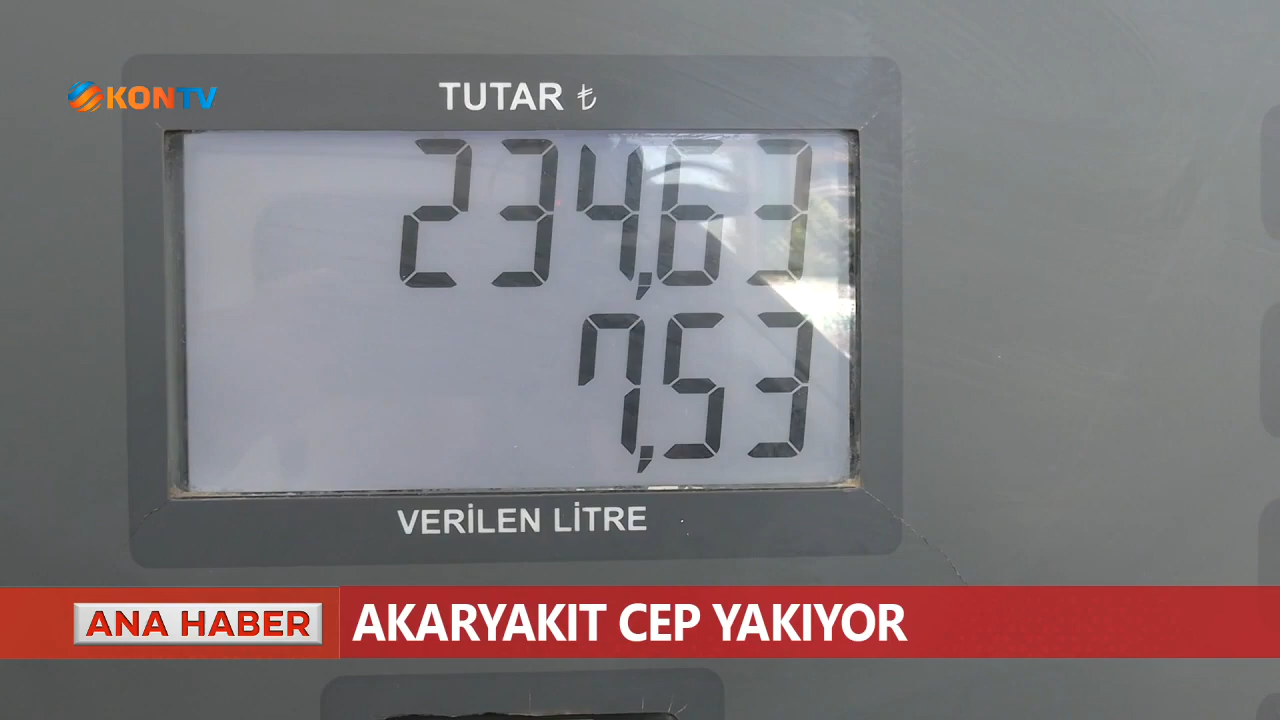 KONTV
TUTAR ₺
234,63
7,53
VERİLEN LİTRE
ANA HABER
AKARYAKIT CEP YAKIYOR